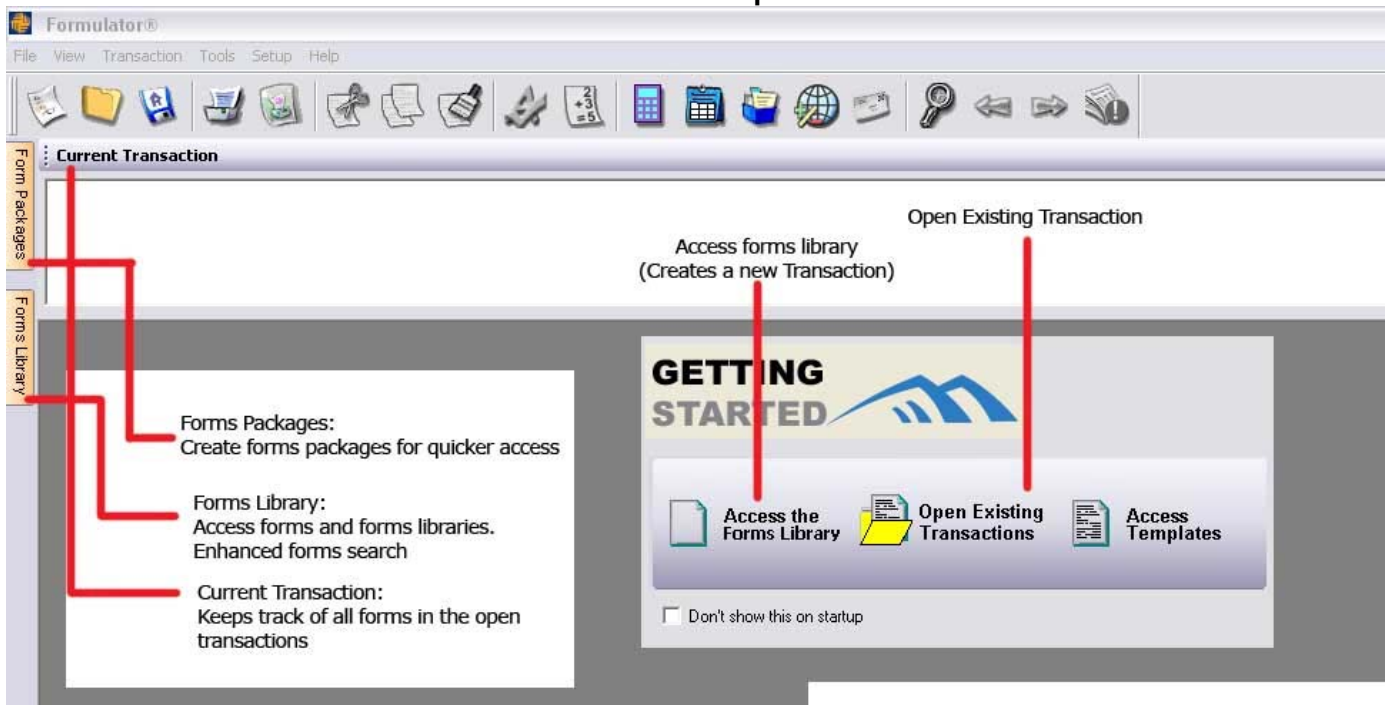 Formulator®
File View Transaction Tools Setup Help
2
+3
=5
Current Transaction
Form Packages
Forms Library
Open Existing Transaction
Access forms library
(Creates a new Transaction)
GETTING
STARTED
Forms Packages:
Create forms packages for quicker access
Forms Library:
Access forms and forms libraries.
Enhanced forms search
Current Transaction:
Keeps track of all forms in the open
transactions
Access the
Forms Library
Open Existing
Transactions
Access
Templates
Don't show this on startup